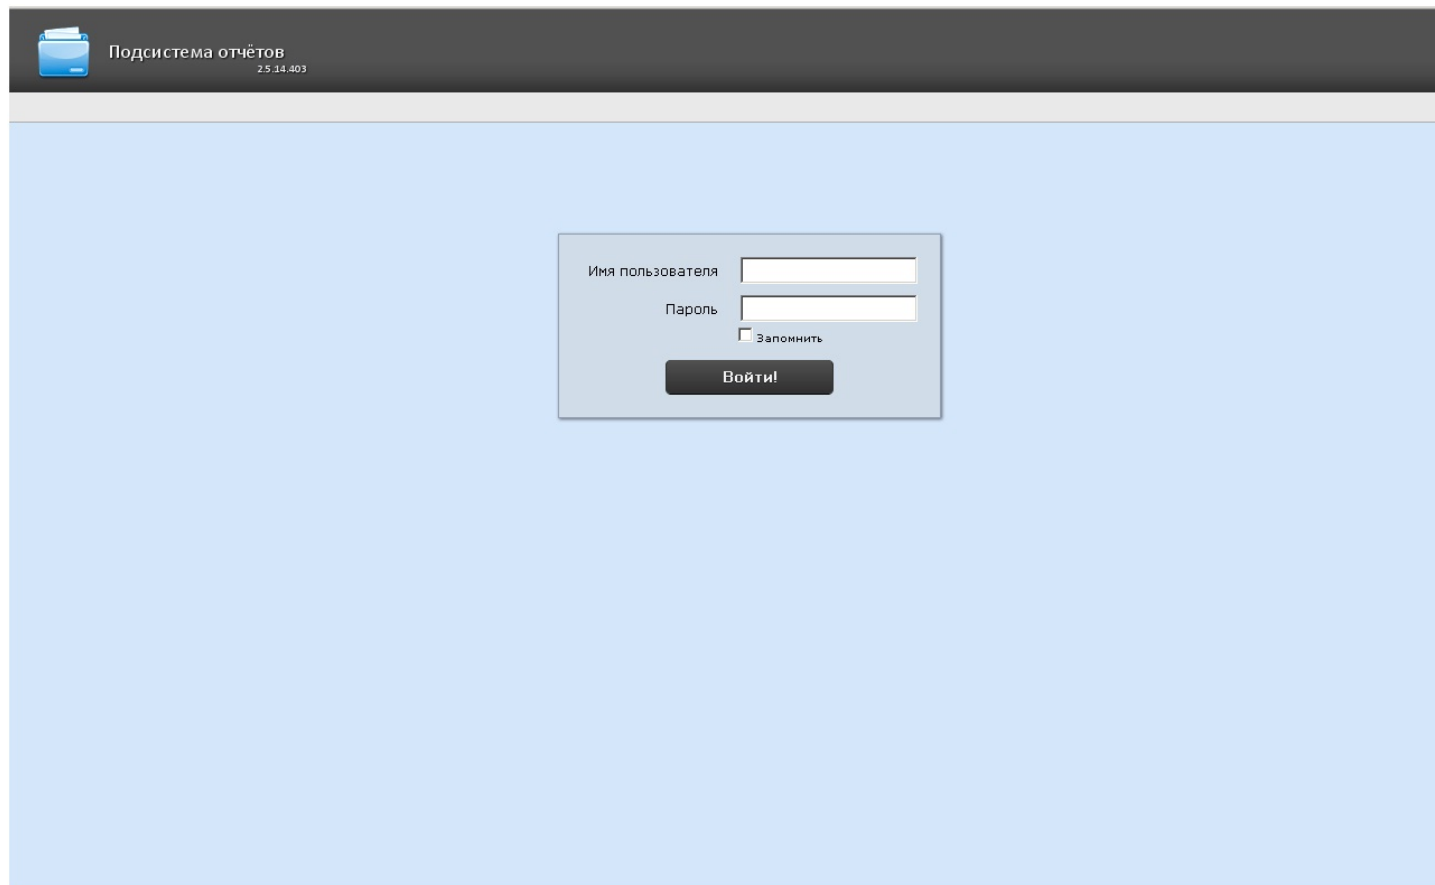 Подсистема отчётов
2.5.14.403
Имя пользователя
Пароль
Запомнить
Войти!